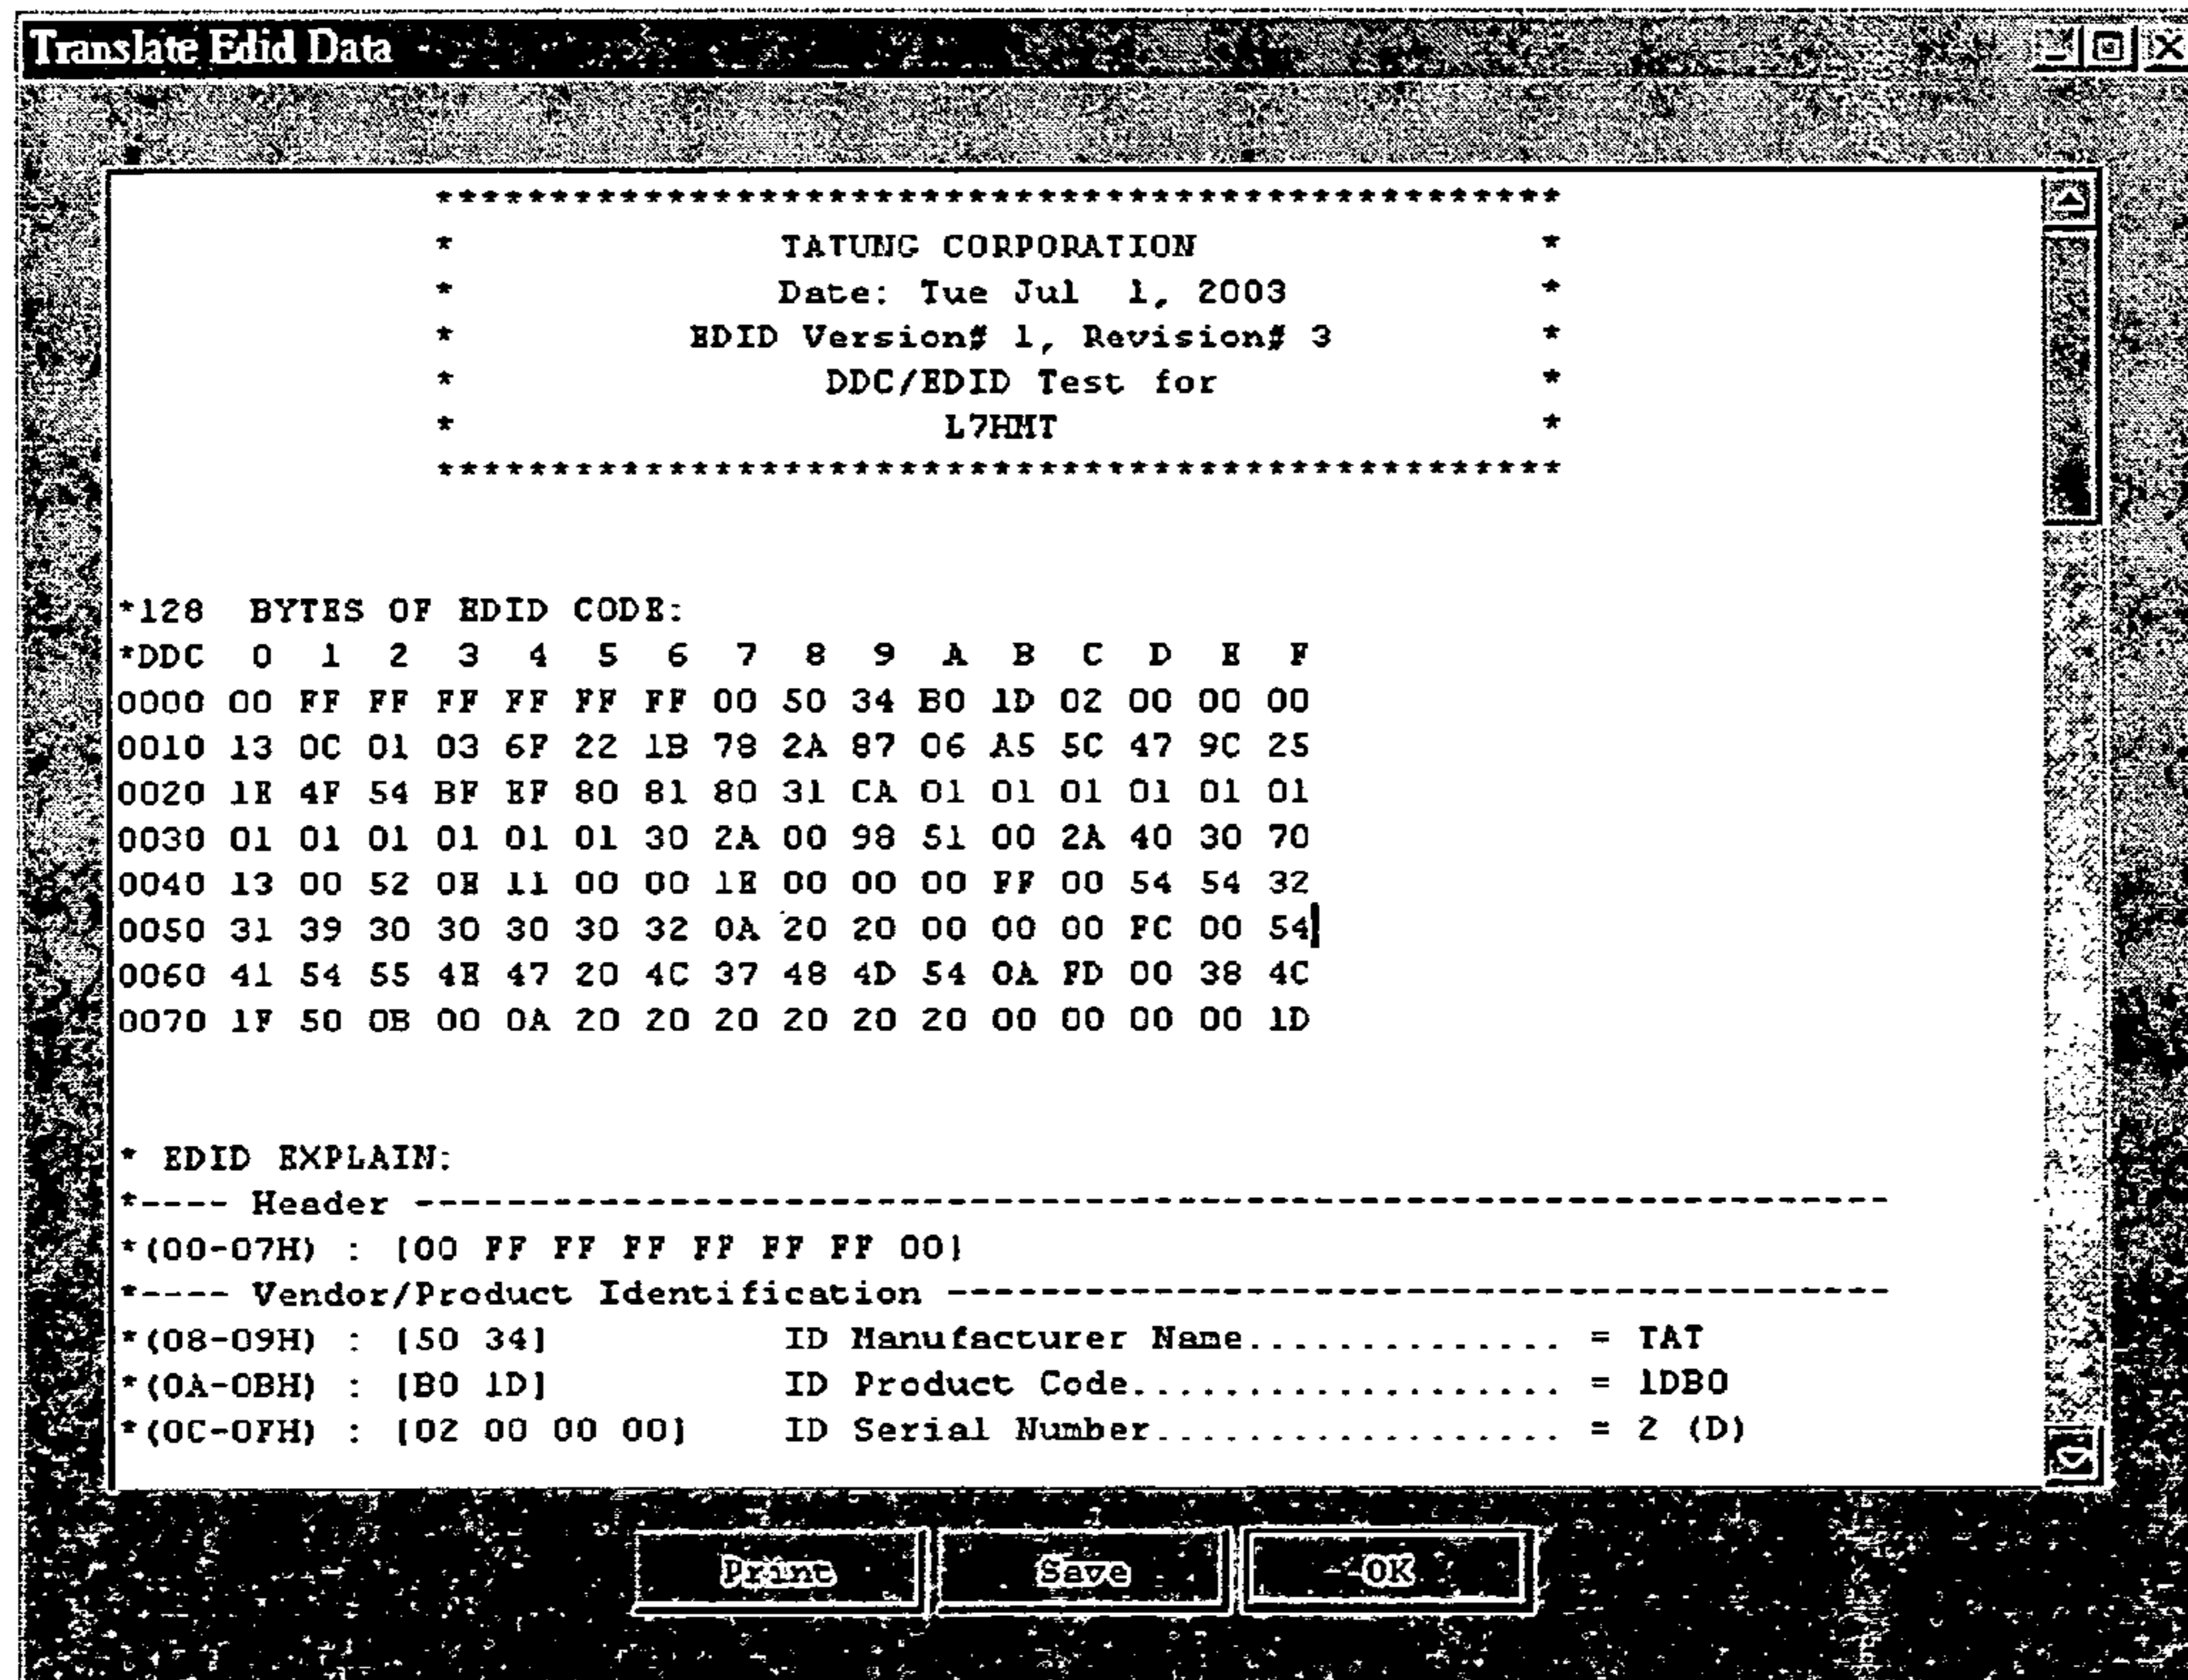 Translate Edid Data
*************************************************
* TATUNG CORPORATION *
* Date: Tue Jul  1, 2003 *
* EDID Version# 1, Revision# 3 *
* DDC/EDID Test for *
* L7HMT *
*************************************************
*128  BYTES OF EDID CODE:
*DDC  0  1  2  3  4  5  6  7  8  9  A  B  C  D  E  F
0000 00 FF FF FF FF FF FF 00 50 34 B0 1D 02 00 00 00
0010 13 0C 01 03 6F 22 1B 78 2A 87 06 A5 5C 47 9C 25
0020 1E 4F 54 BF EF 80 81 80 31 CA 01 01 01 01 01 01
0030 01 01 01 01 01 01 30 2A 00 98 51 00 2A 40 30 70
0040 13 00 52 0E 11 00 00 1E 00 00 00 FF 00 54 54 32
0050 31 39 30 30 30 30 32 0A 20 20 00 00 00 FC 00 54
0060 41 54 55 4E 47 20 4C 37 48 4D 54 0A FD 00 38 4C
0070 1F 50 0B 00 0A 20 20 20 20 20 20 00 00 00 00 1D
* EDID EXPLAIN:
*---- Header ----------------------------------------------------------------
*(00-07H) : [00 FF FF FF FF FF FF 00]
*---- Vendor/Product Identification -----------------------------------------
*(08-09H) : [50 34] ID Manufacturer Name.............. = TAT
*(0A-0BH) : [B0 1D] ID Product Code................... = 1DB0
*(0C-0FH) : [02 00 00 00] ID Serial Number.................. = 2 (D)
Print Save OK